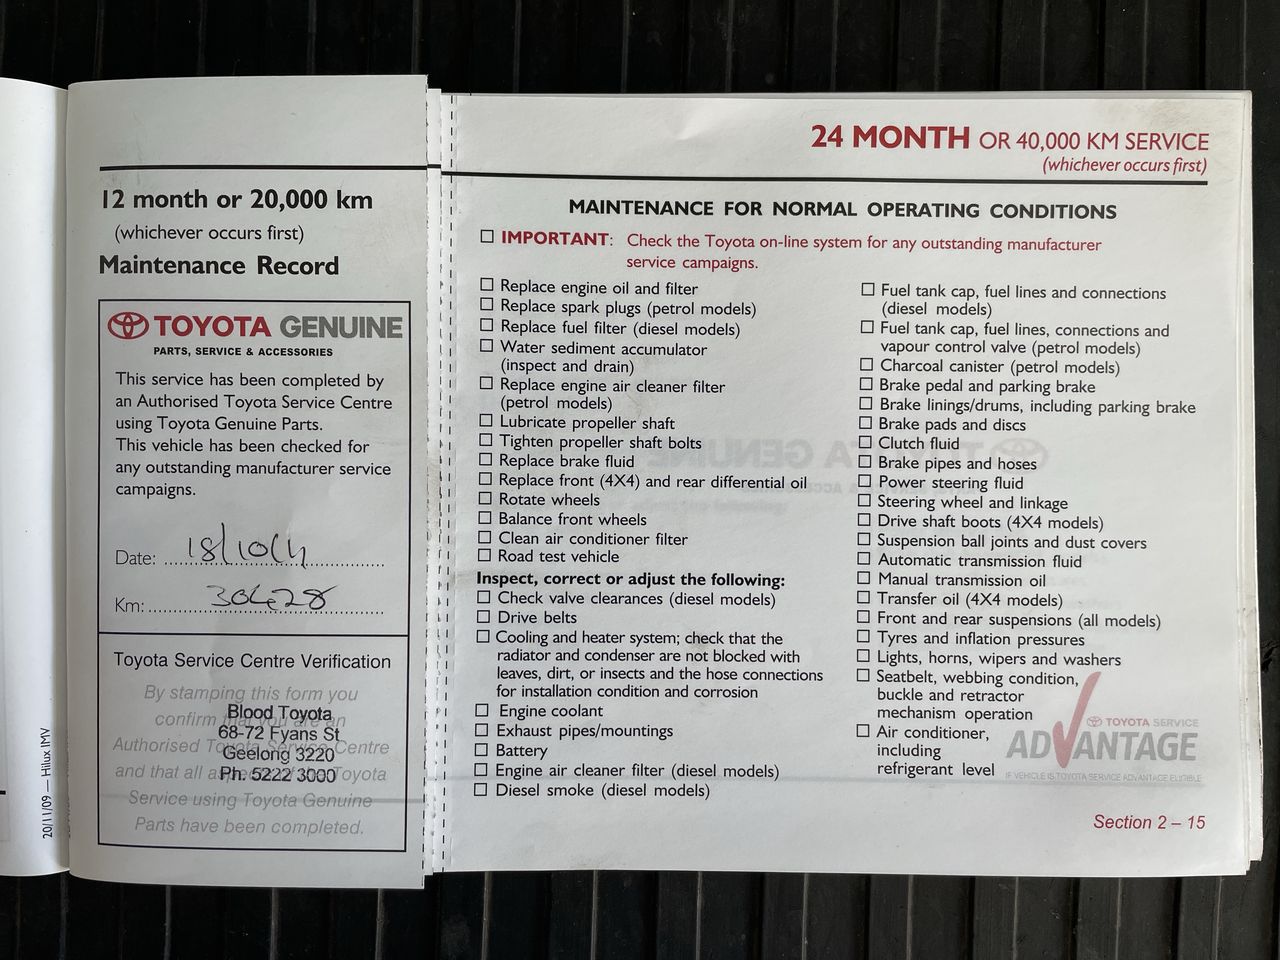 12 month or 20,000 km
(whichever occurs first)
Maintenance Record
TOYOTA GENUINE
PARTS, SERVICE & ACCESSORIES
This service has been completed by
an Authorised Toyota Service Centre
using Toyota Genuine Parts.
This vehicle has been checked for
any outstanding manufacturer service
campaigns.
Date: 18/10/11
Km: 30428
Toyota Service Centre Verification
By stamping this form you
confirm that you are an
Authorised Toyota Service Centre
and that all aspects of the Toyota
Service using Toyota Genuine
Parts have been completed.
Blood Toyota
68-72 Fyans St
Geelong 3220
Ph. 5222 3000
20/11/09 — Hilux IMV
24 MONTH OR 40,000 KM SERVICE
(whichever occurs first)
MAINTENANCE FOR NORMAL OPERATING CONDITIONS
IMPORTANT: Check the Toyota on-line system for any outstanding manufacturer
service campaigns.
Replace engine oil and filter
Replace spark plugs (petrol models)
Replace fuel filter (diesel models)
Water sediment accumulator
(inspect and drain)
Replace engine air cleaner filter
(petrol models)
Lubricate propeller shaft
Tighten propeller shaft bolts
Replace brake fluid
Replace front (4X4) and rear differential oil
Rotate wheels
Balance front wheels
Clean air conditioner filter
Road test vehicle
Inspect, correct or adjust the following:
Check valve clearances (diesel models)
Drive belts
Cooling and heater system; check that the
radiator and condenser are not blocked with
leaves, dirt, or insects and the hose connections
for installation condition and corrosion
Engine coolant
Exhaust pipes/mountings
Battery
Engine air cleaner filter (diesel models)
Diesel smoke (diesel models)
Fuel tank cap, fuel lines and connections
(diesel models)
Fuel tank cap, fuel lines, connections and
vapour control valve (petrol models)
Charcoal canister (petrol models)
Brake pedal and parking brake
Brake linings/drums, including parking brake
Brake pads and discs
Clutch fluid
Brake pipes and hoses
Power steering fluid
Steering wheel and linkage
Drive shaft boots (4X4 models)
Suspension ball joints and dust covers
Automatic transmission fluid
Manual transmission oil
Transfer oil (4X4 models)
Front and rear suspensions (all models)
Tyres and inflation pressures
Lights, horns, wipers and washers
Seatbelt, webbing condition,
buckle and retractor
mechanism operation
Air conditioner,
including
refrigerant level
TOYOTA SERVICE
ADVANTAGE
IF VEHICLE IS TOYOTA SERVICE ADVANTAGE ELIGIBLE
Section 2 – 15